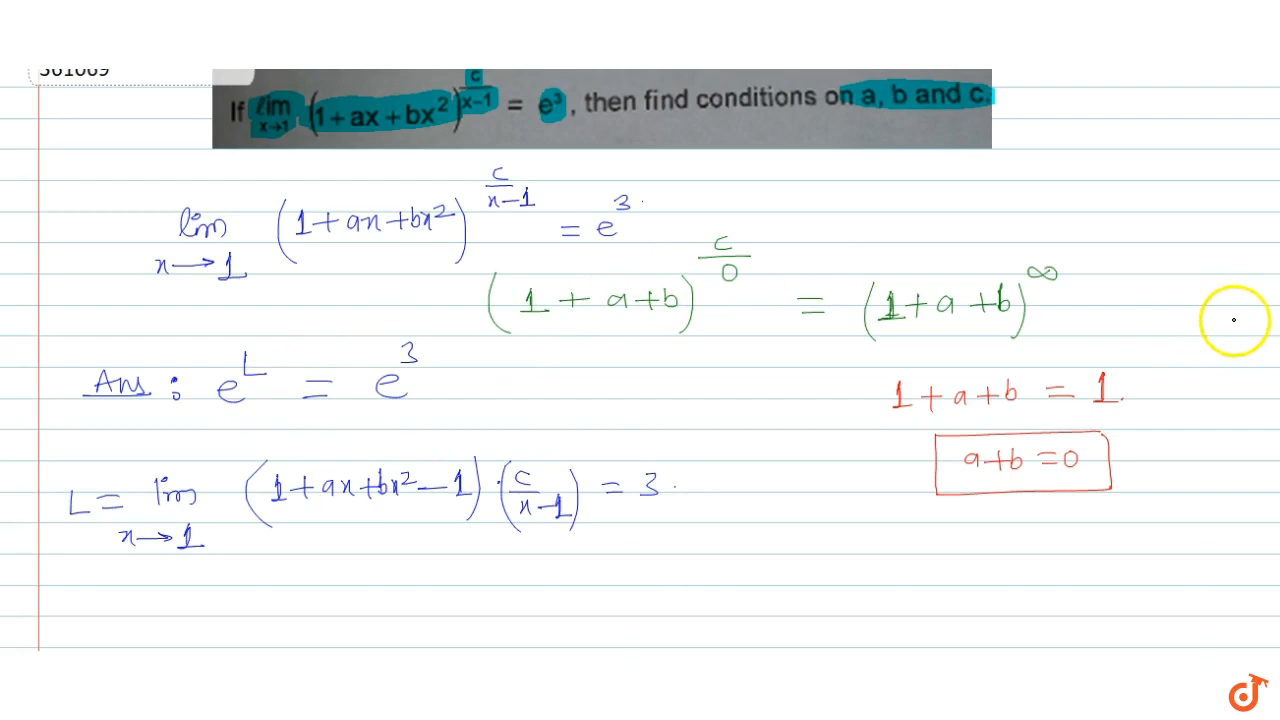 361009
If ℓim x→1 (1 + ax + bx²)^(c/(x−1)) = e³, then find conditions on a, b and c.
lim x→1 (1+ax+bx²)^(c/(x−1)) = e³.
(1 + a+b)^(c/0) = (1+a+b)^∞
Ans : e^L = e³
1+a+b = 1.
a+b = 0
L = lim x→1 (1+ax+bx²−1)·(c/(x−1)) = 3.